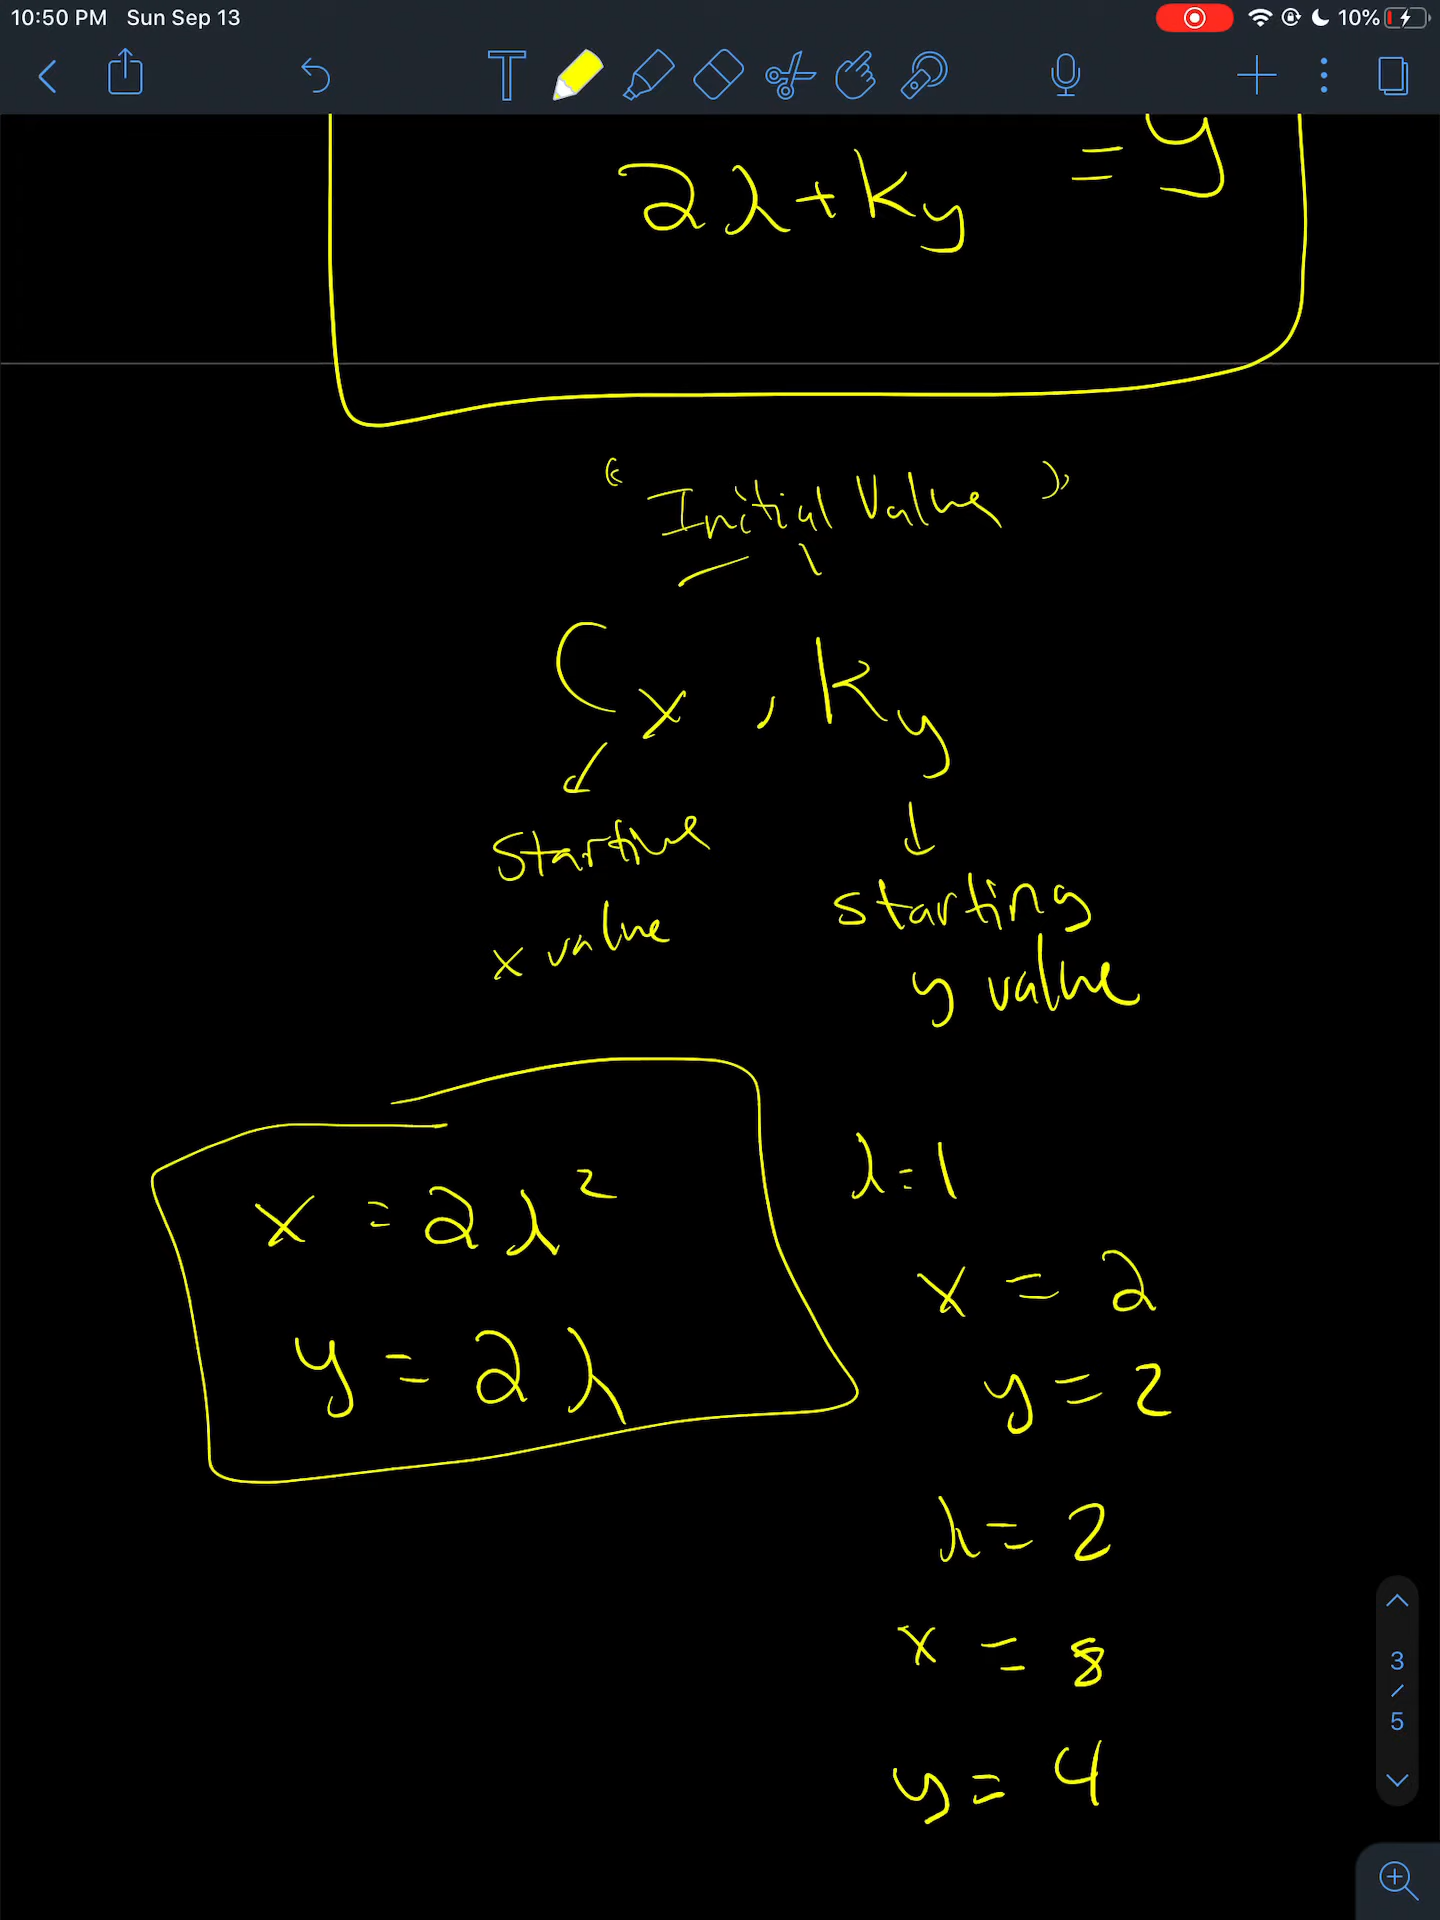 10:50 PM Sun Sep 13
10%
T
2λ+ky = y
"Initial Value"
Cx, ky
starting
x value
starting
y value
x = 2λ²
y = 2λ
λ=1
x = 2
y = 2
λ = 2
x = 8
y = 4
3
/
5